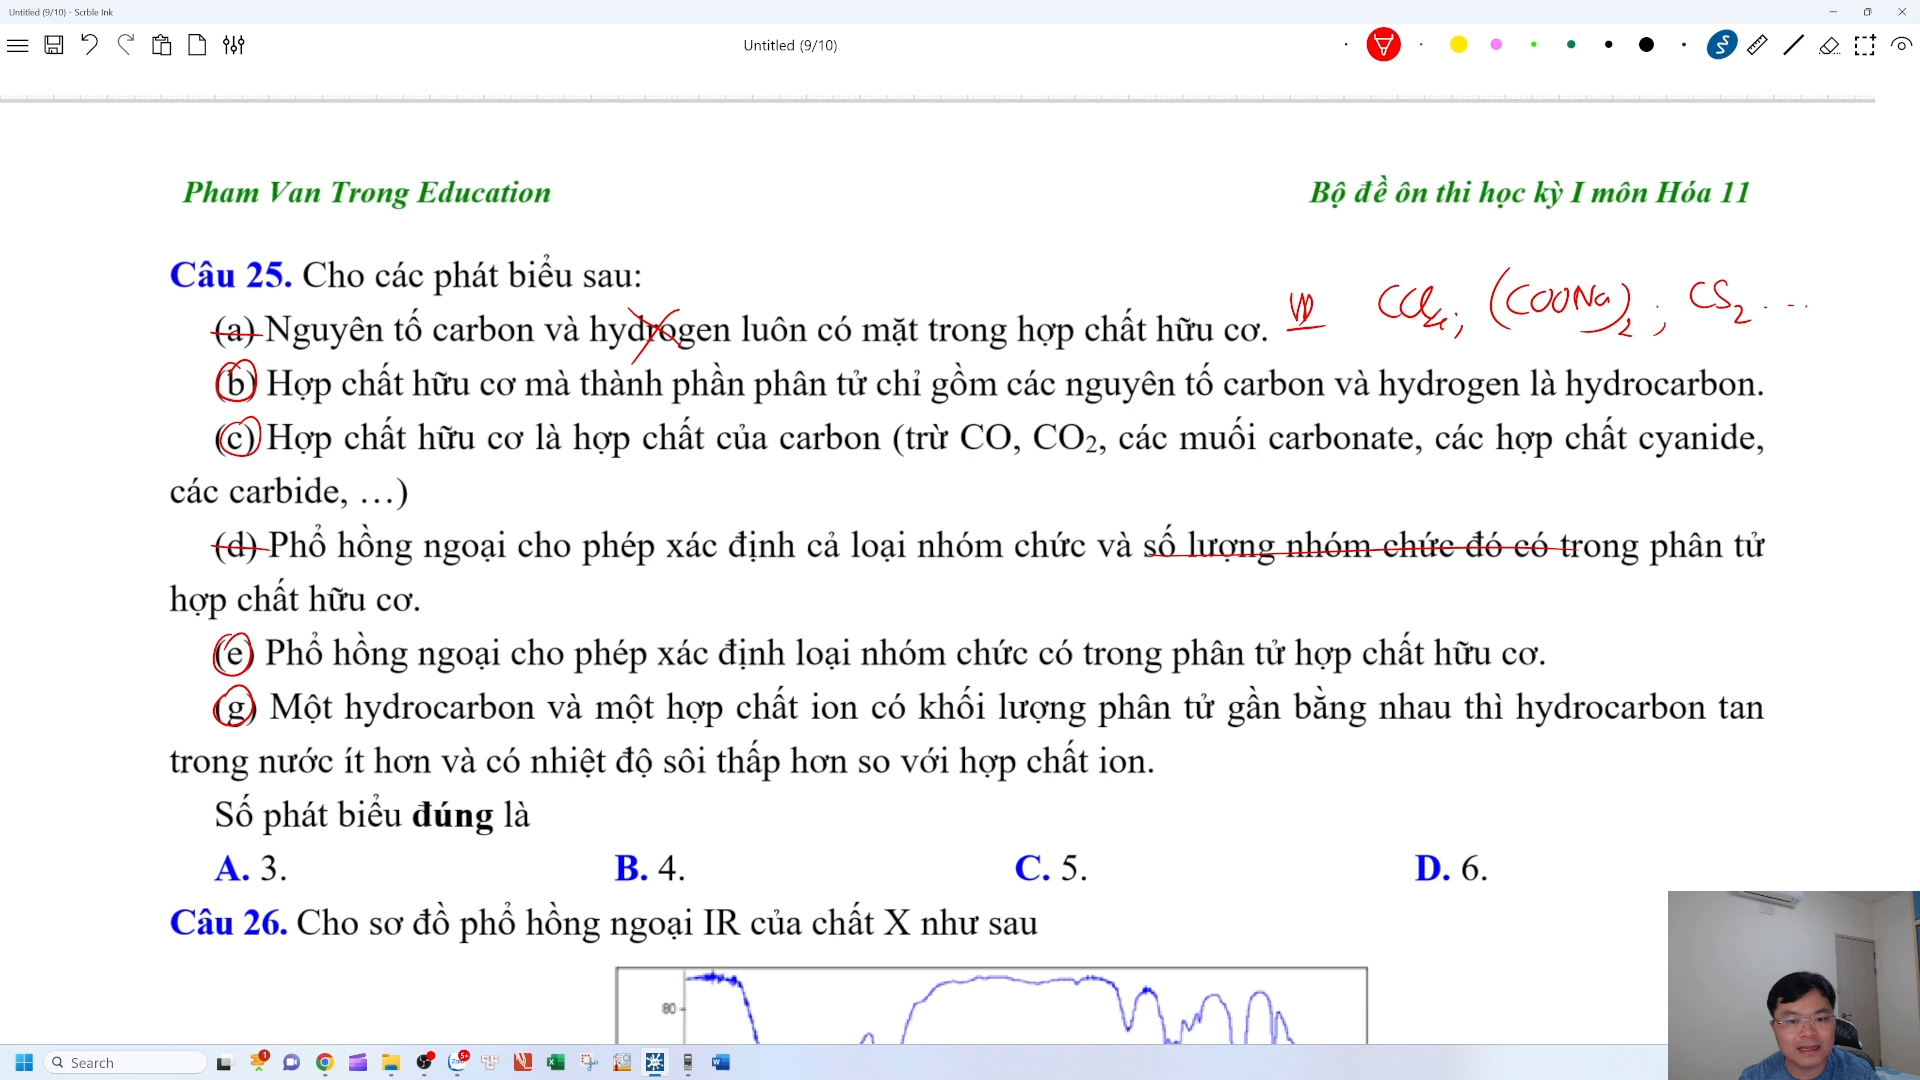 Untitled (9/10) - Scrble Ink
Untitled (9/10)
Pham Van Trong Education
Bộ đề ôn thi học kỳ I môn Hóa 11
Câu 25. Cho các phát biểu sau:
(a) Nguyên tố carbon và hydrogen luôn có mặt trong hợp chất hữu cơ. VD CCl₄; (COONa)₂; CS₂ ...
(b) Hợp chất hữu cơ mà thành phần phân tử chỉ gồm các nguyên tố carbon và hydrogen là hydrocarbon.
(c) Hợp chất hữu cơ là hợp chất của carbon (trừ CO, CO₂, các muối carbonate, các hợp chất cyanide,
các carbide, …)
(d) Phổ hồng ngoại cho phép xác định cả loại nhóm chức và số lượng nhóm chức đó có trong phân tử
hợp chất hữu cơ.
(e) Phổ hồng ngoại cho phép xác định loại nhóm chức có trong phân tử hợp chất hữu cơ.
(g) Một hydrocarbon và một hợp chất ion có khối lượng phân tử gần bằng nhau thì hydrocarbon tan
trong nước ít hơn và có nhiệt độ sôi thấp hơn so với hợp chất ion.
Số phát biểu đúng là
A. 3. B. 4. C. 5. D. 6.
Câu 26. Cho sơ đồ phổ hồng ngoại IR của chất X như sau
80
Search